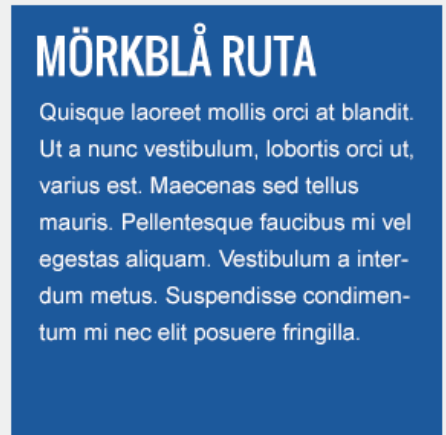 MÖRKBLÅ RUTA
Quisque laoreet mollis orci at blandit.
Ut a nunc vestibulum, lobortis orci ut,
varius est. Maecenas sed tellus
mauris. Pellentesque faucibus mi vel
egestas aliquam. Vestibulum a inter-
dum metus. Suspendisse condimen-
tum mi nec elit posuere fringilla.